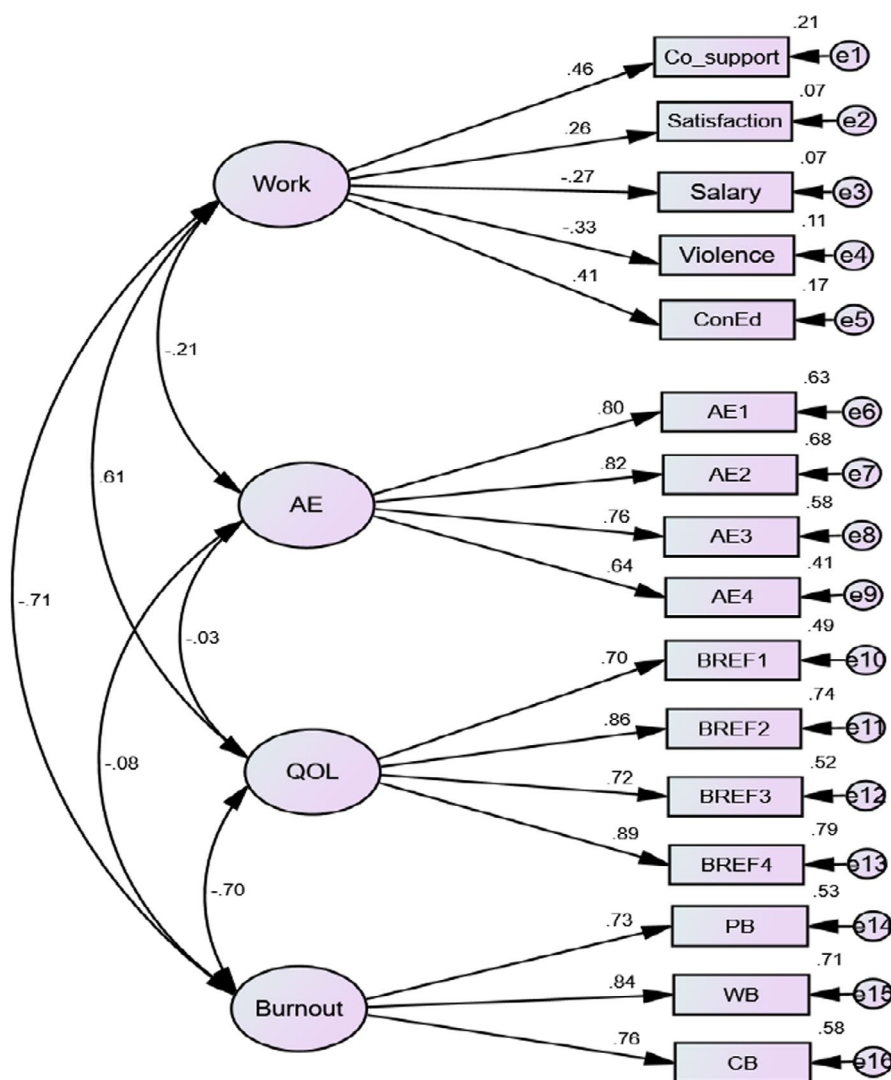 .21
Co_support
e1
.46
.07
Satisfaction
e2
.26
.07
Work
Salary
e3
-.27
.11
Violence
e4
-.33
.17
ConEd
e5
.41
-.21
.63
AE1
e6
.80
.68
AE2
e7
.82
.58
AE
AE3
e8
.76
.41
AE4
e9
.64
.61
-.71
-.03
.49
BREF1
e10
.70
.74
BREF2
e11
.86
.52
QOL
BREF3
e12
.72
.79
BREF4
e13
.89
-.08
-.70
.53
PB
e14
.73
.71
WB
e15
.84
.58
Burnout
CB
e16
.76